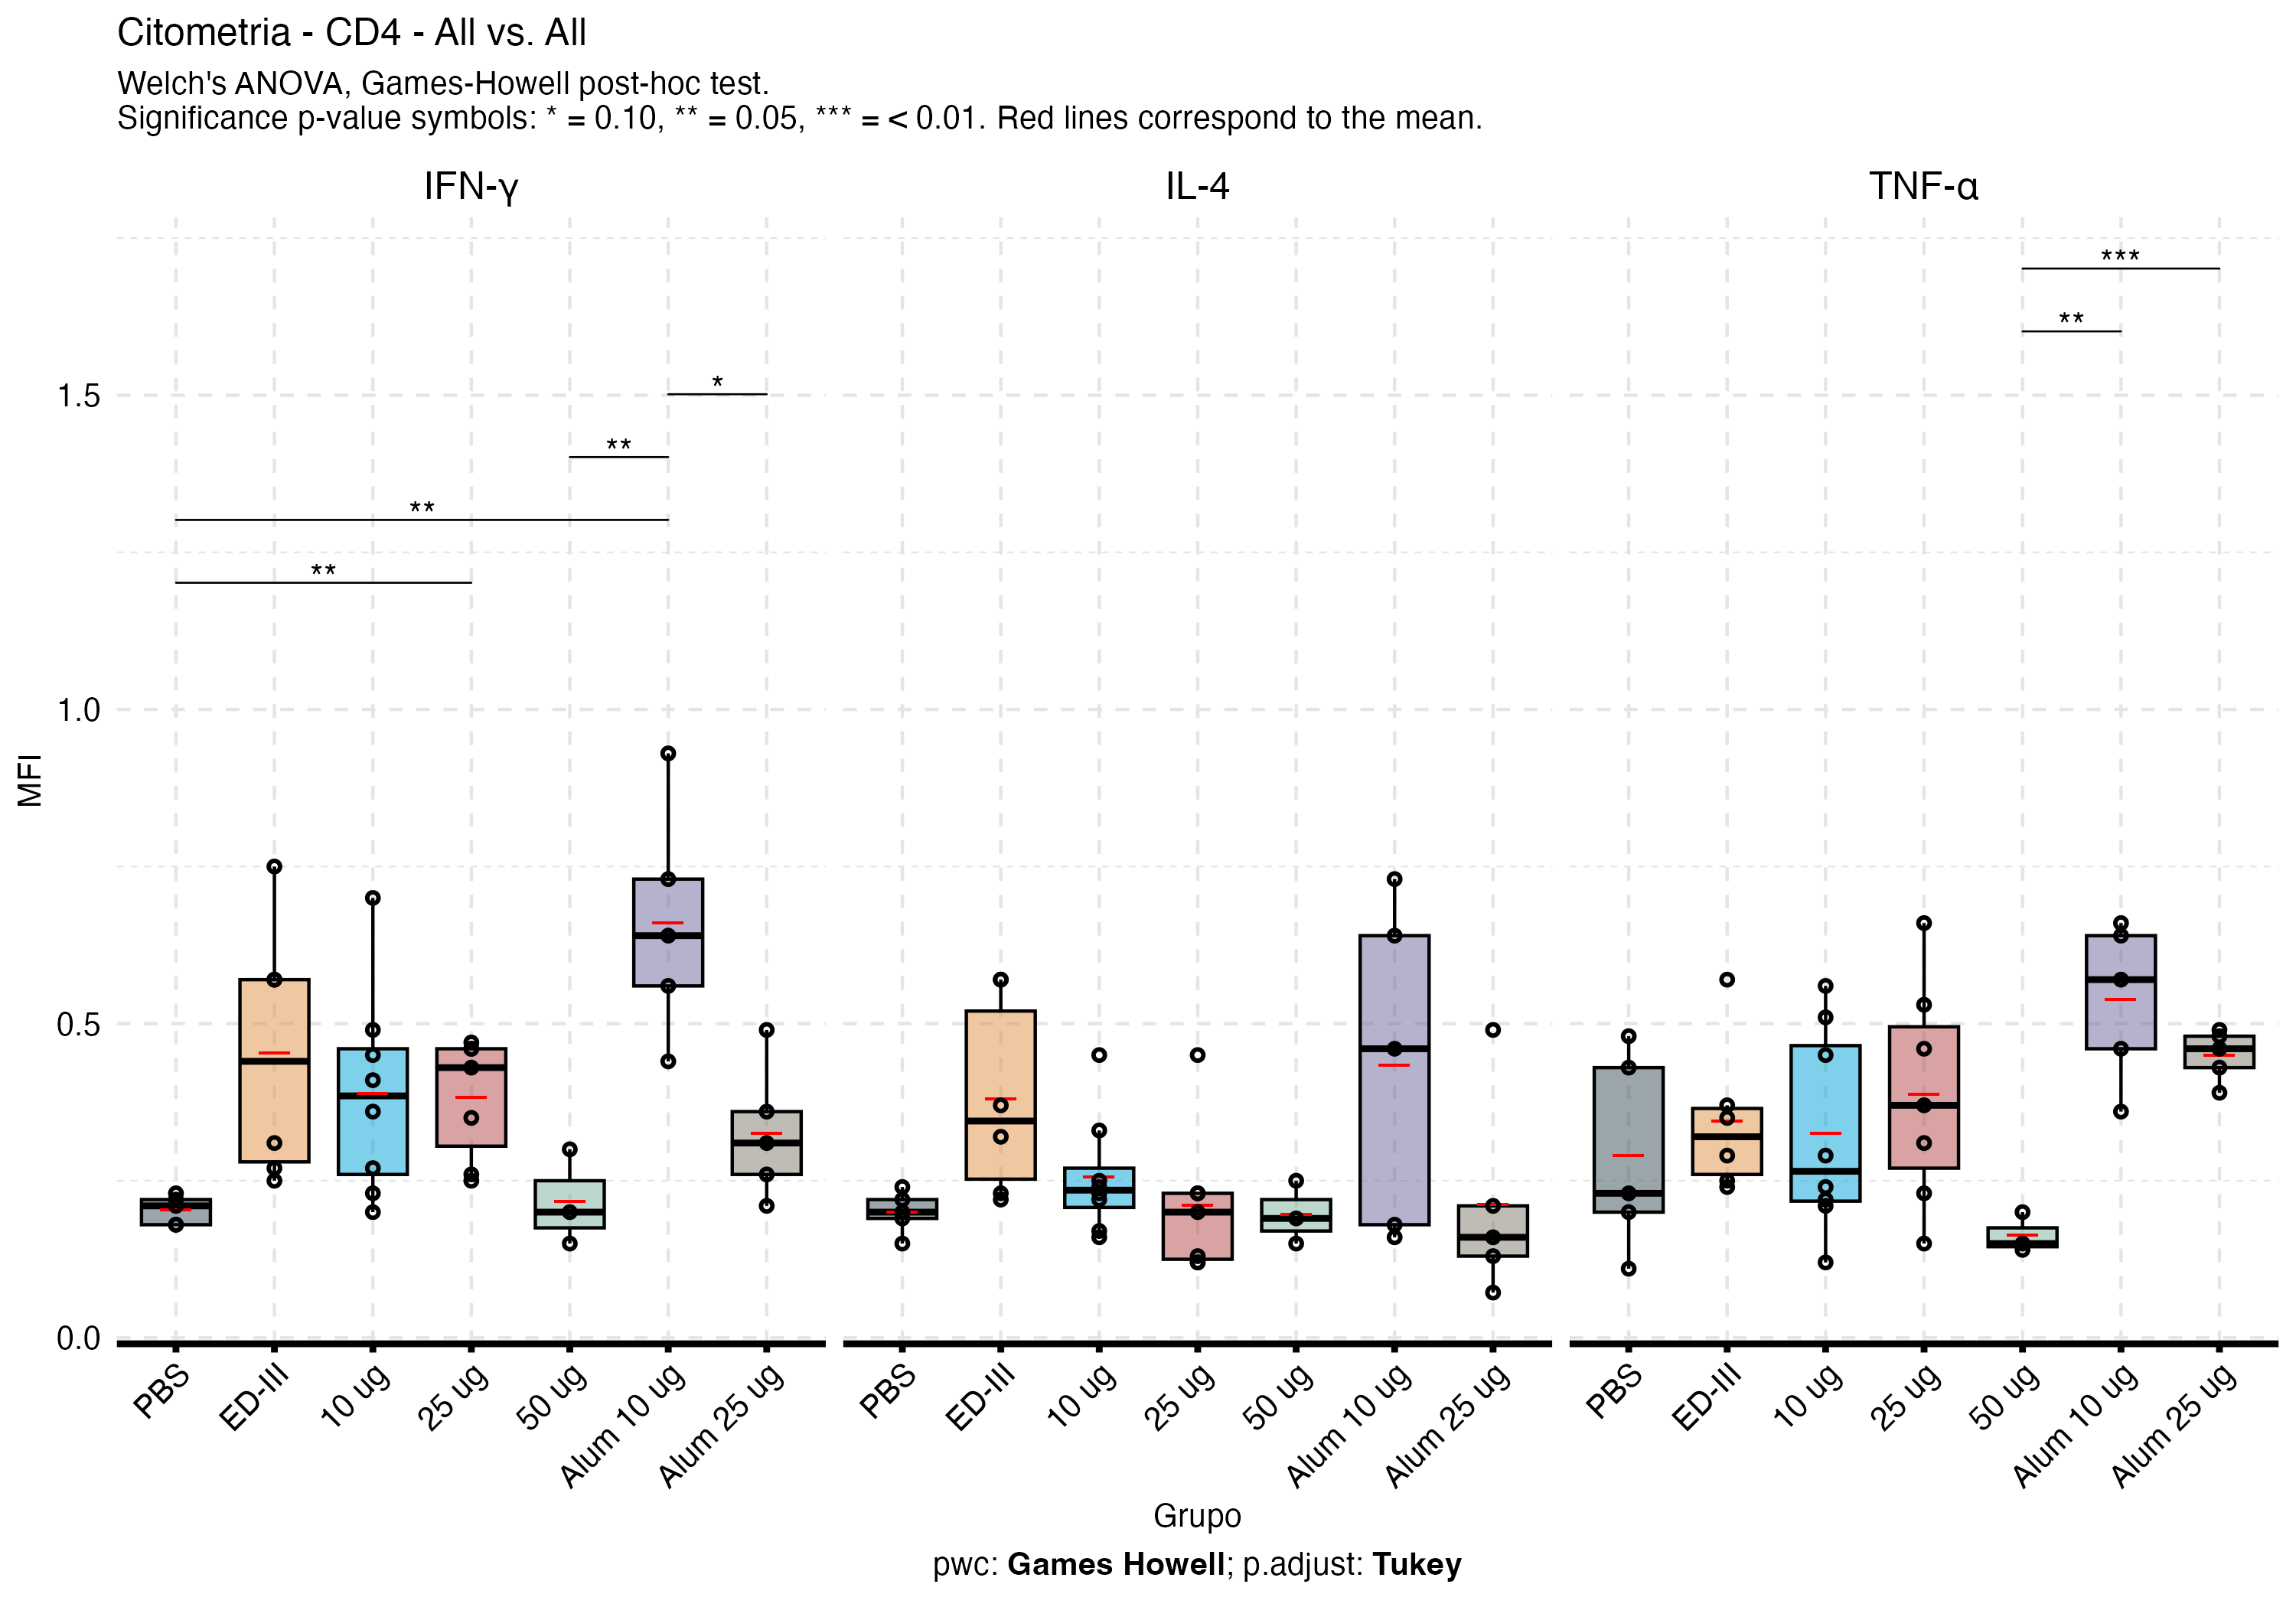 Citometria - CD4 - All vs. All
Welch's ANOVA, Games-Howell post-hoc test.
Significance p-value symbols: * = 0.10, ** = 0.05, *** = < 0.01. Red lines correspond to the mean.
IFN-γ IL-4 TNF-α
***
**
1.5
*
**
**
**
1.0
MFI
0.5
0.0
PBS ED-III 10 ug 25 ug 50 ug Alum 10 ug Alum 25 ug PBS ED-III 10 ug 25 ug 50 ug Alum 10 ug Alum 25 ug PBS ED-III 10 ug 25 ug 50 ug Alum 10 ug Alum 25 ug
Grupo
pwc: Games Howell; p.adjust: Tukey